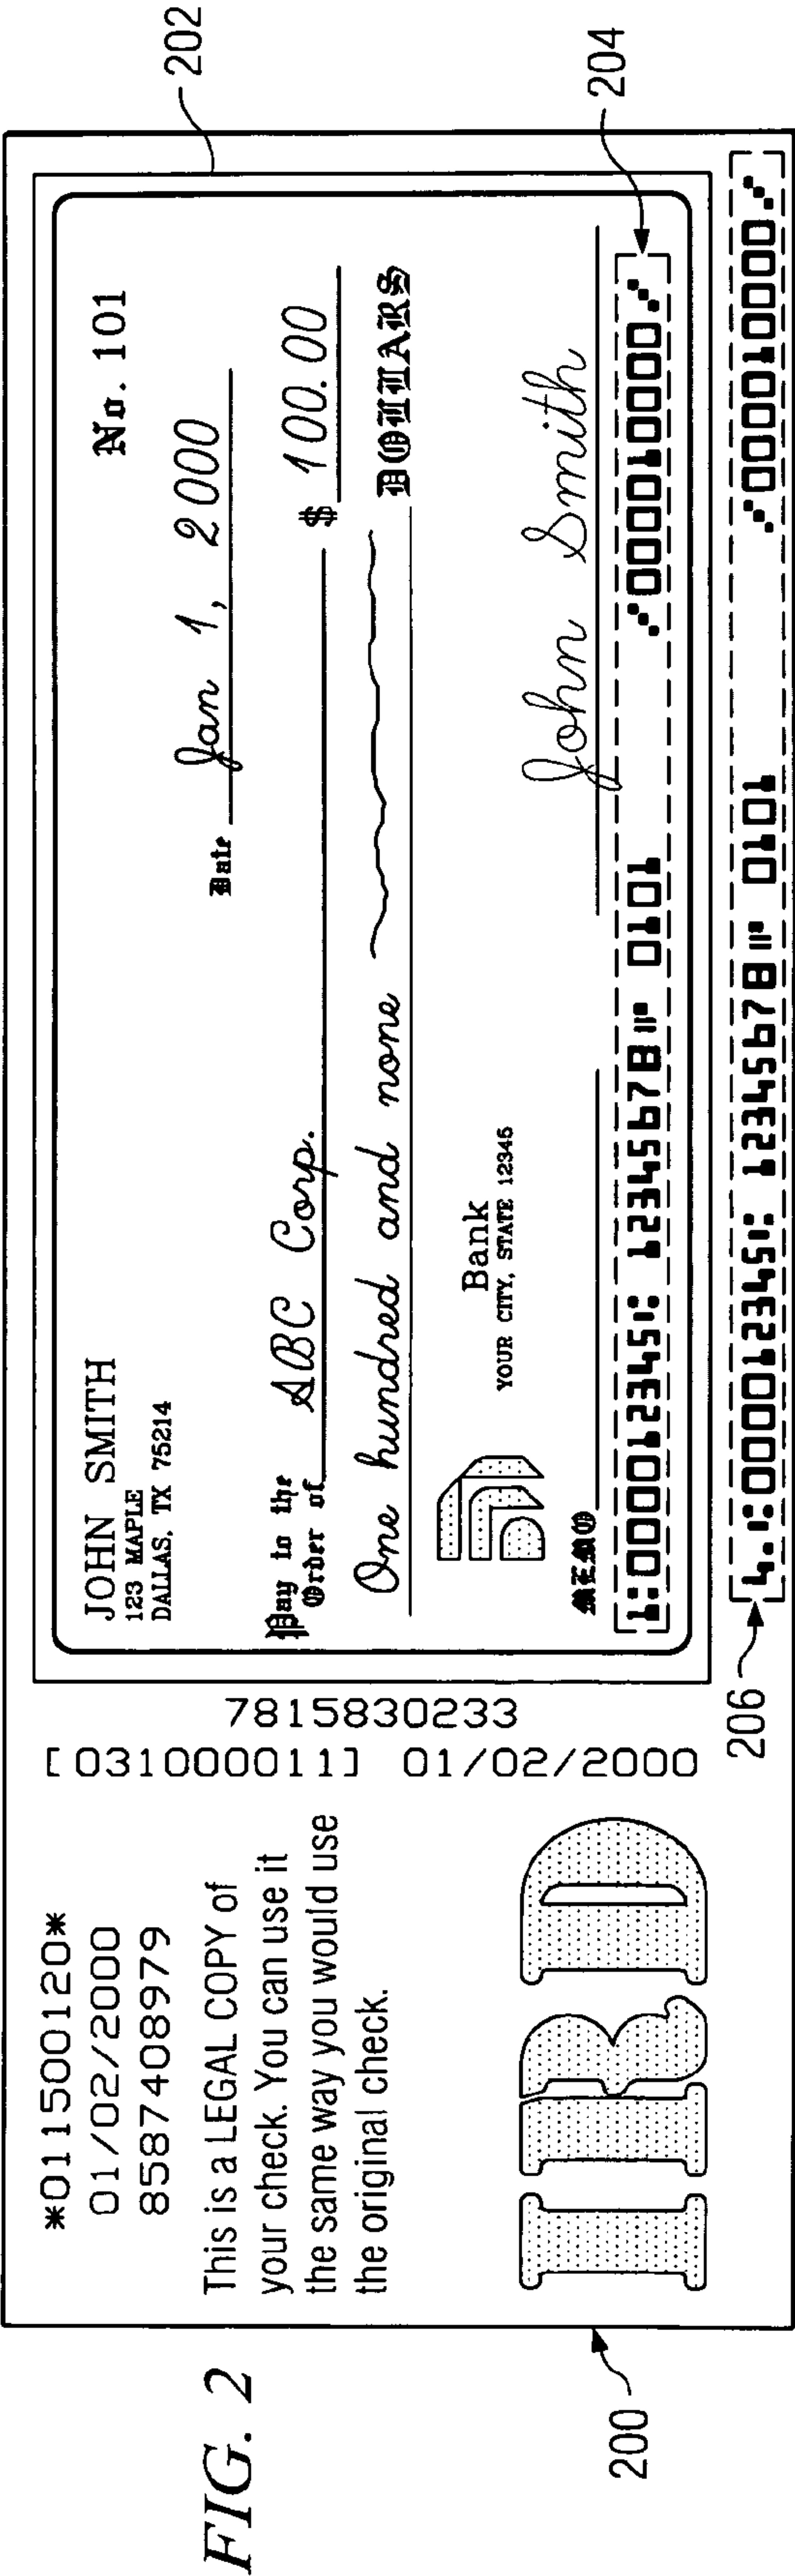 FIG. 2
200
*011500120*
01/02/2000
8587408979
This is a LEGAL COPY of
your check. You can use it
the same way you would use
the original check.
IRD
7815830233
[031000011] 01/02/2000
202
JOHN SMITH
123 MAPLE
DALLAS, TX 75214
No. 101
Date Jan 1, 2000
Pay to the
Order of ABC Corp. $ 100.00
One hundred and none DOLLARS
Bank
YOUR CITY, STATE 12345
MEMO John Smith
⑆000012345⑆ 12345678⑈ 0101 ⑇000010000⑇
204
206
4⑆000012345⑆ 12345678⑈ 0101 ⑇000010000⑇